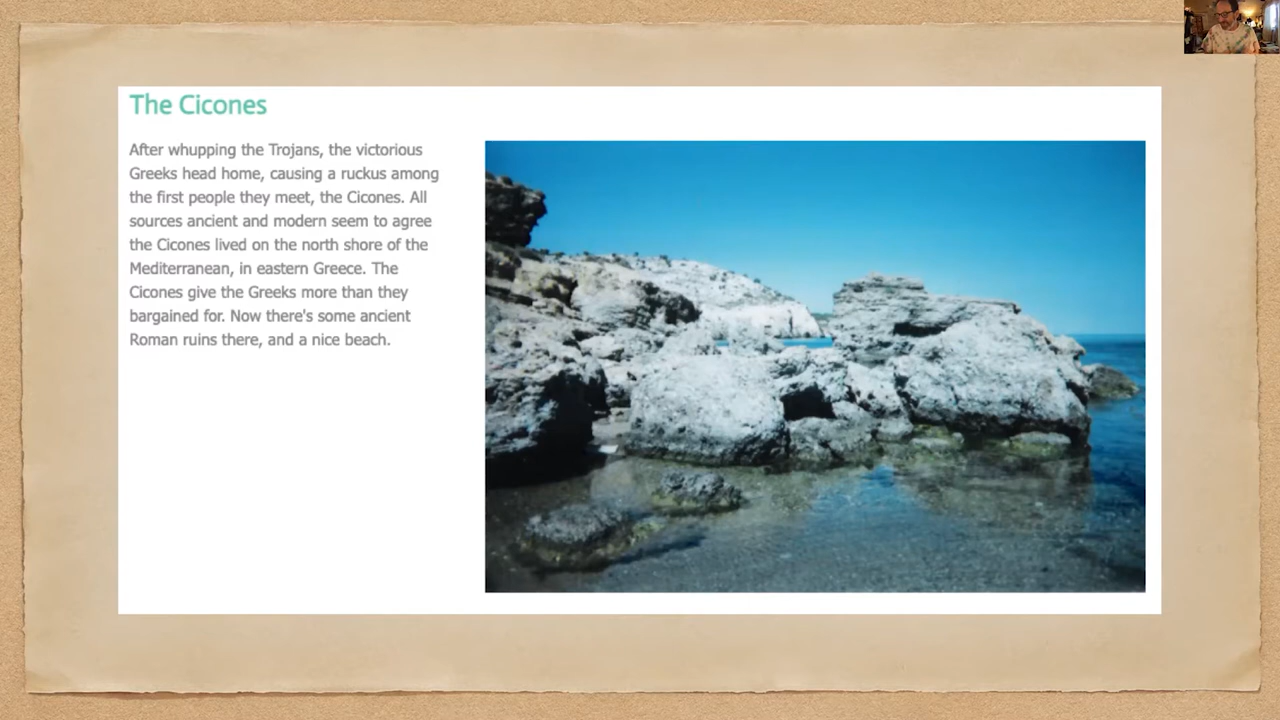 The Cicones
After whupping the Trojans, the victorious
Greeks head home, causing a ruckus among
the first people they meet, the Cicones. All
sources ancient and modern seem to agree
the Cicones lived on the north shore of the
Mediterranean, in eastern Greece. The
Cicones give the Greeks more than they
bargained for. Now there's some ancient
Roman ruins there, and a nice beach.